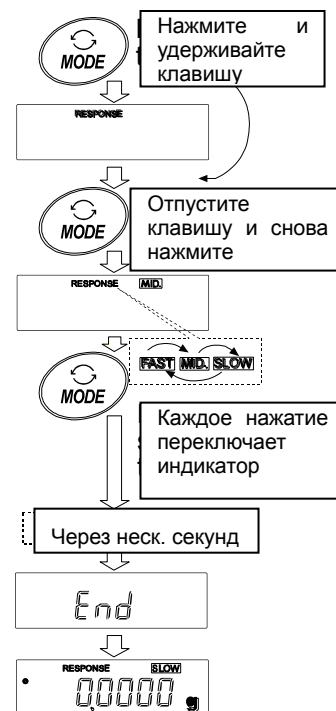 Нажмите и
удерживайте
клавишу
MODE
RESPONSE
Отпустите
клавишу и снова
нажмите
MODE
RESPONSE MID.
FAST MID. SLOW
MODE
Каждое нажатие
переключает
индикатор
Через неск. секунд
End
RESPONSE SLOW
0.0000 g